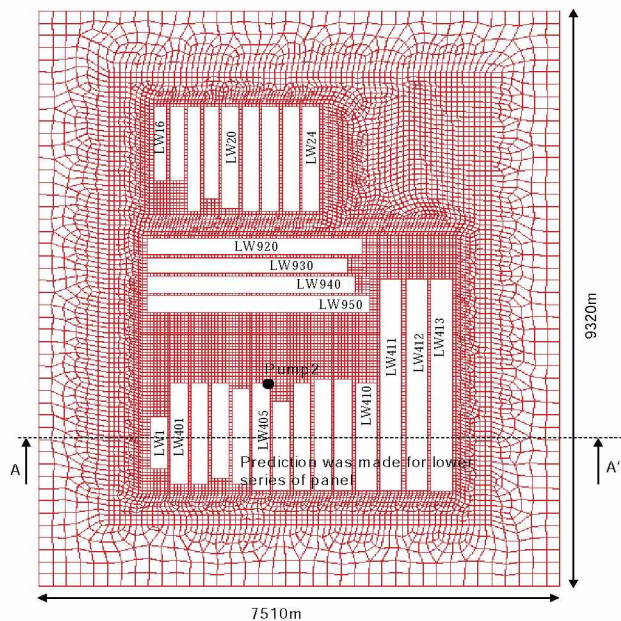 LW16
LW20
LW24
LW920
LW930
LW940
LW950
LW411
LW412
LW413
9320m
Pump2
LW1
LW401
LW405
LW410
A
A'
Prediction was made for lower
series of panel
7510m